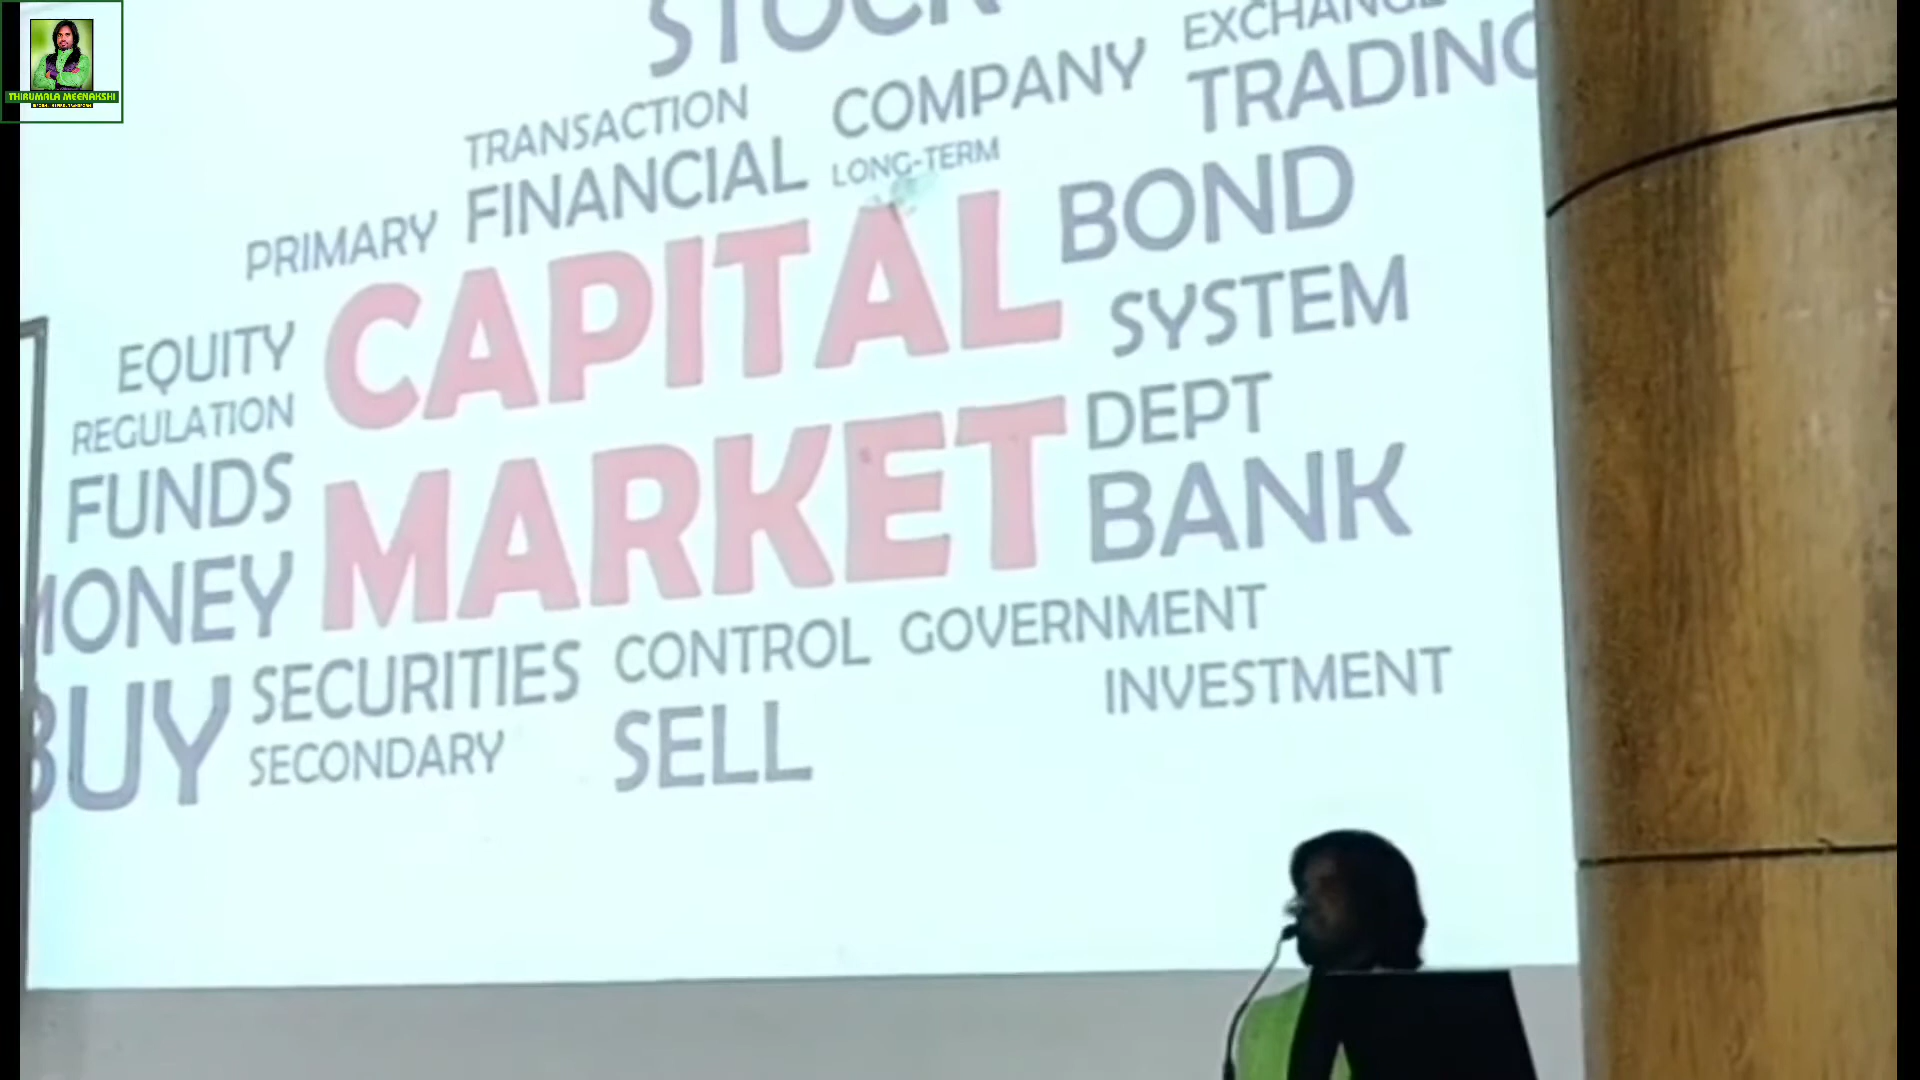 THIRUMALA MEENAKSHI
STOCK
EXCHANGE
TRANSACTION COMPANY TRADING
FINANCIAL LONG-TERM
PRIMARY BOND
CAPITAL
EQUITY SYSTEM
REGULATION DEPT
FUNDS MARKET BANK
MONEY
SECURITIES CONTROL GOVERNMENT
BUY INVESTMENT
SECONDARY SELL